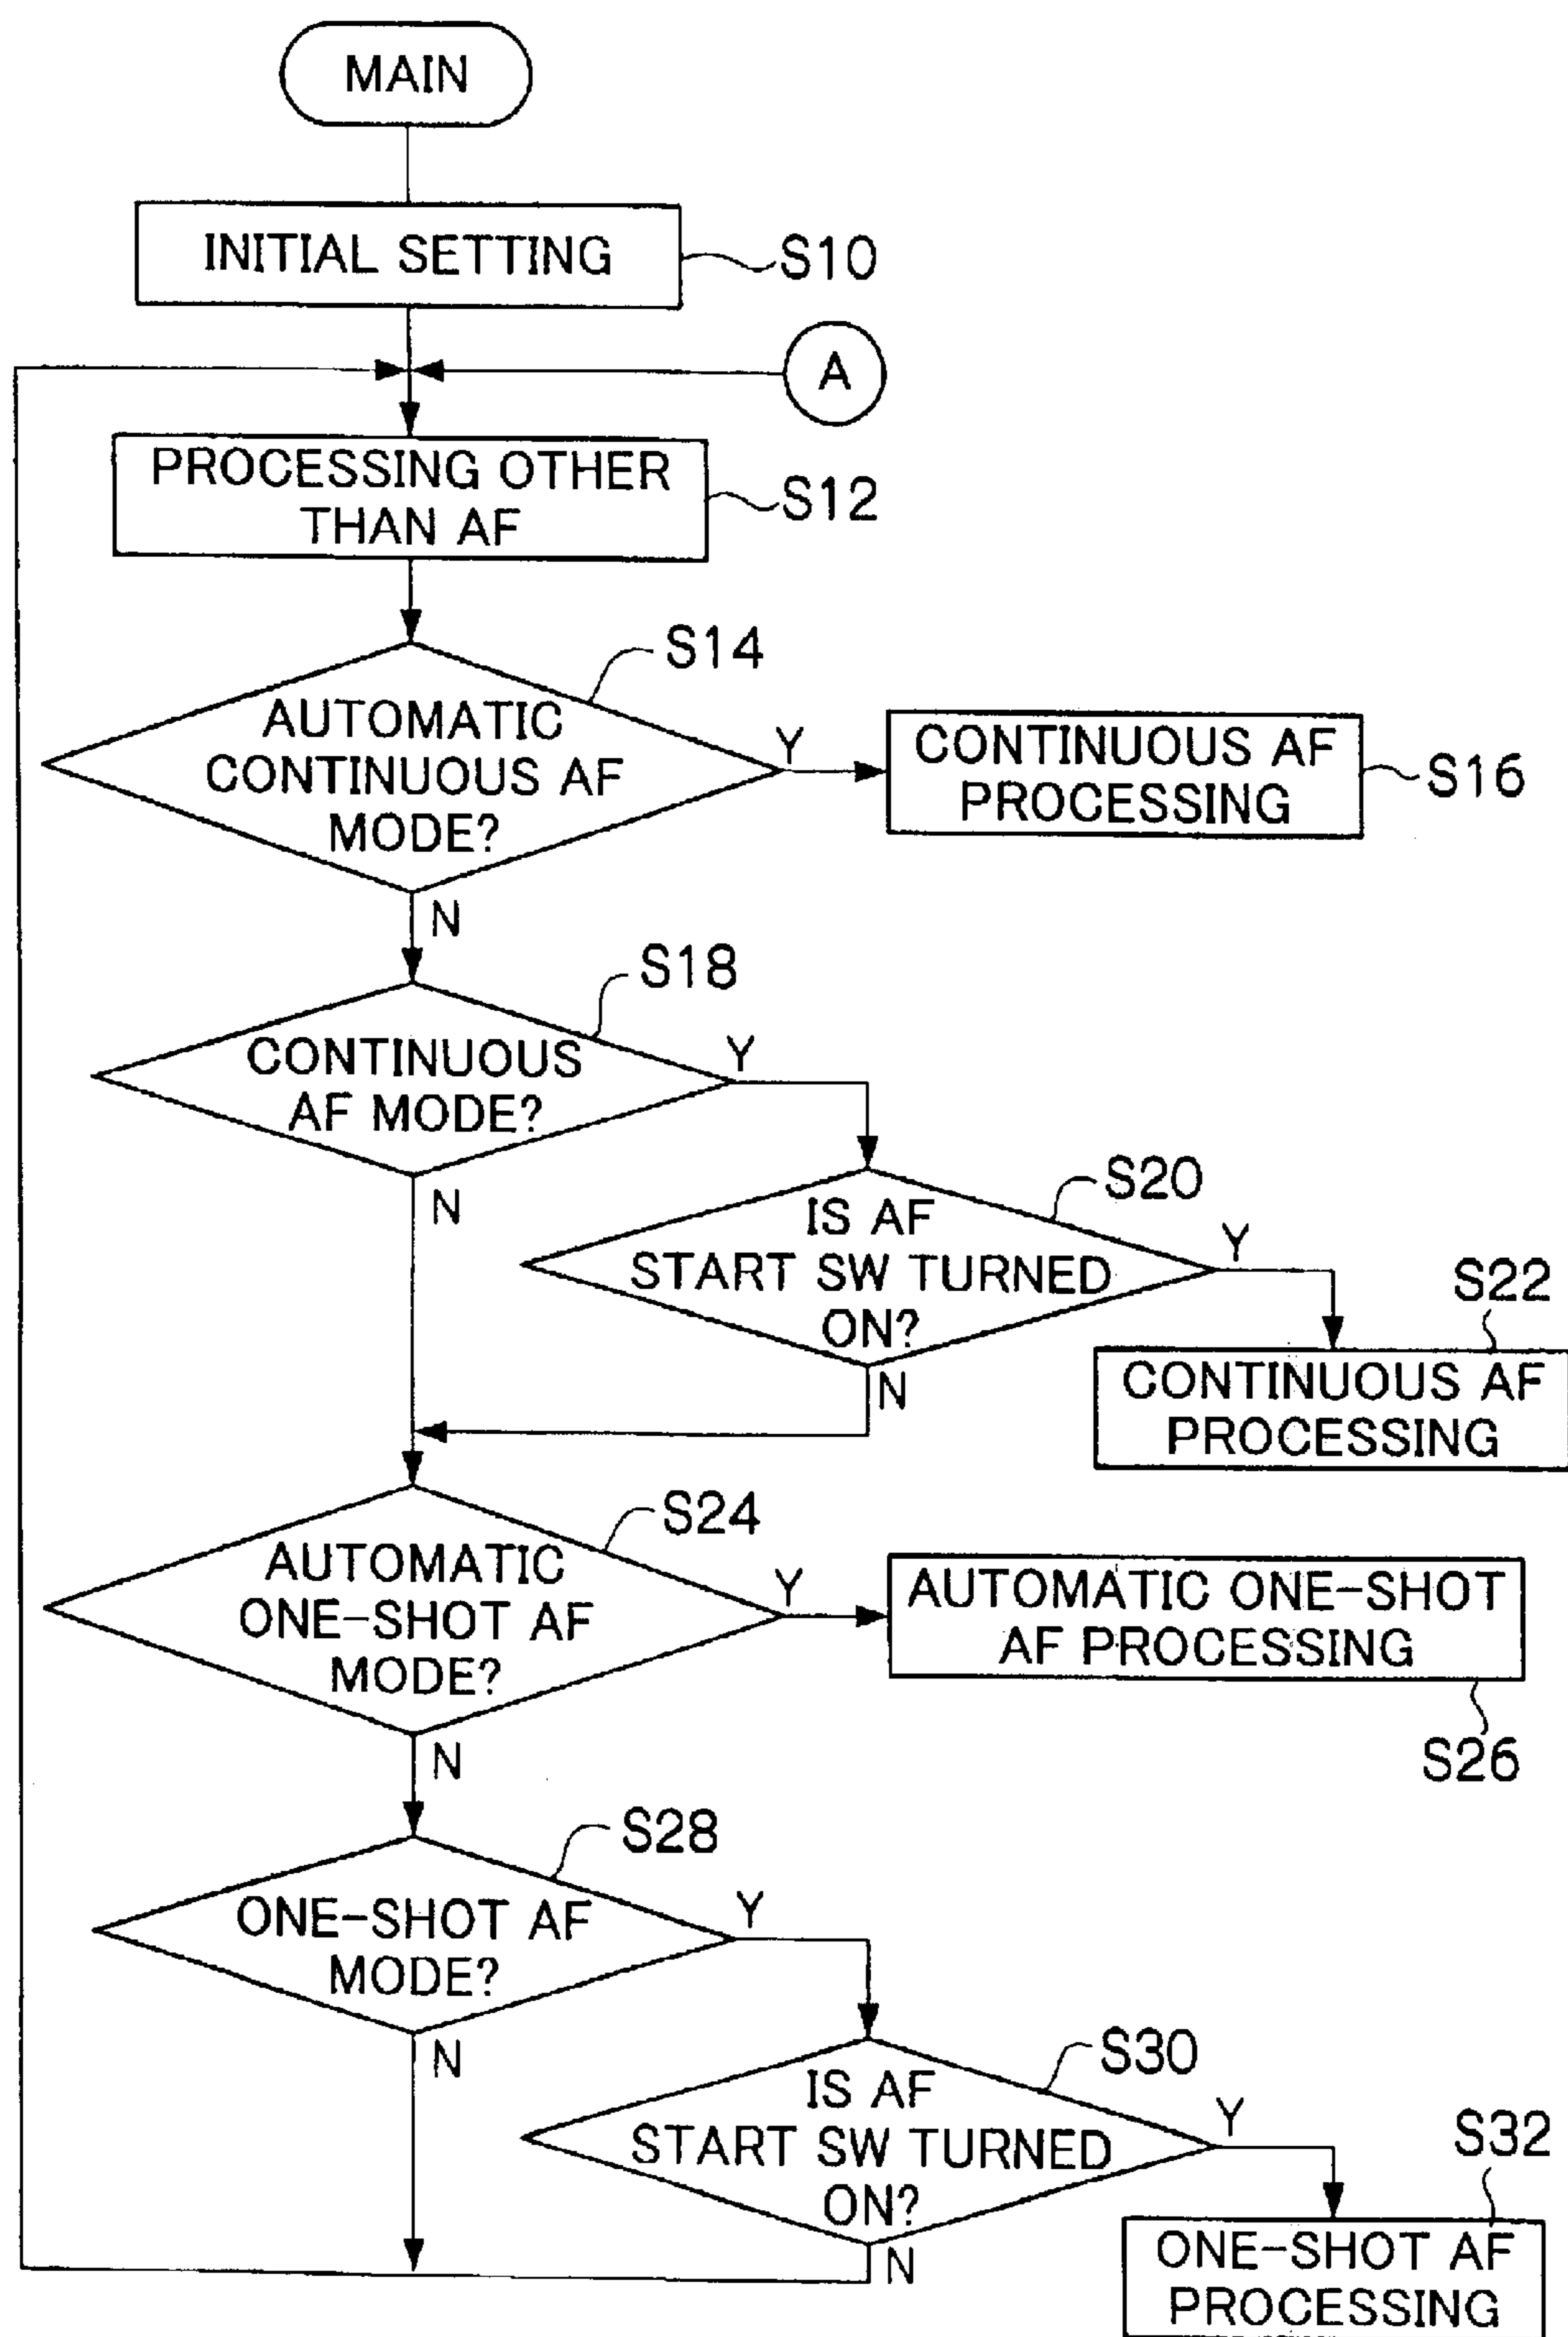 MAIN
INITIAL SETTING
S10
A
PROCESSING OTHER
THAN AF
S12
S14
AUTOMATIC
CONTINUOUS AF
MODE?
Y
CONTINUOUS AF
PROCESSING
S16
N
S18
CONTINUOUS
AF MODE?
Y
N
S20
IS AF
START SW TURNED
ON?
Y
S22
N
CONTINUOUS AF
PROCESSING
S24
AUTOMATIC
ONE-SHOT AF
MODE?
Y
AUTOMATIC ONE-SHOT
AF PROCESSING
S26
N
S28
ONE-SHOT AF
MODE?
Y
N
S30
IS AF
START SW TURNED
ON?
Y
S32
N
ONE-SHOT AF
PROCESSING